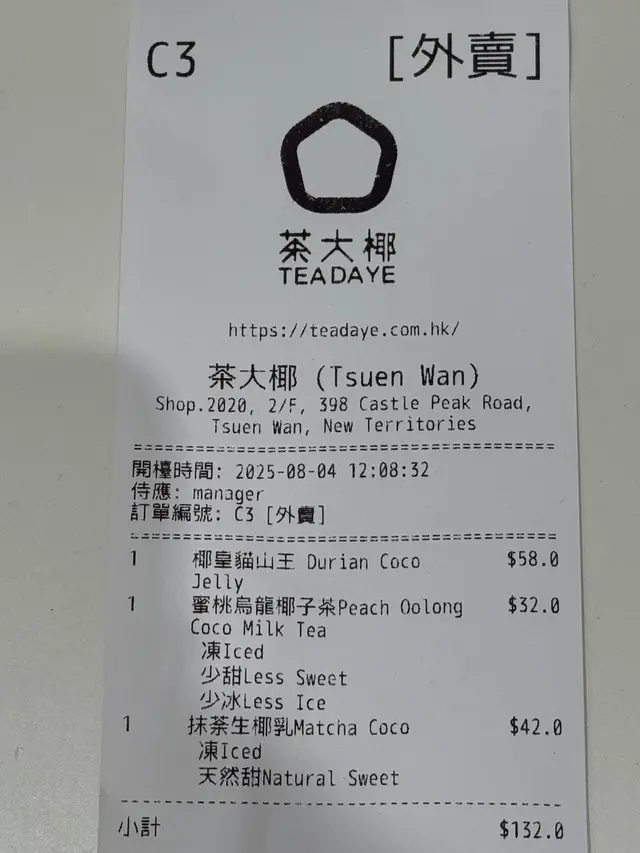 C3 [外賣]
茶大椰
TEADAYE
https://teadaye.com.hk/
茶大椰 (Tsuen Wan)
Shop.2020, 2/F, 398 Castle Peak Road,
Tsuen Wan, New Territories
開檯時間: 2025-08-04 12:08:32
侍應: manager
訂單編號: C3 [外賣]
1 椰皇貓山王 Durian Coco $58.0
Jelly
1 蜜桃烏龍椰子茶Peach Oolong $32.0
Coco Milk Tea
凍Iced
少甜Less Sweet
少冰Less Ice
1 抹茶生椰乳Matcha Coco $42.0
凍Iced
天然甜Natural Sweet
小計 $132.0